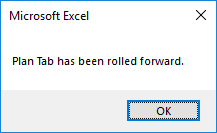 Microsoft Excel
Plan Tab has been rolled forward.
OK